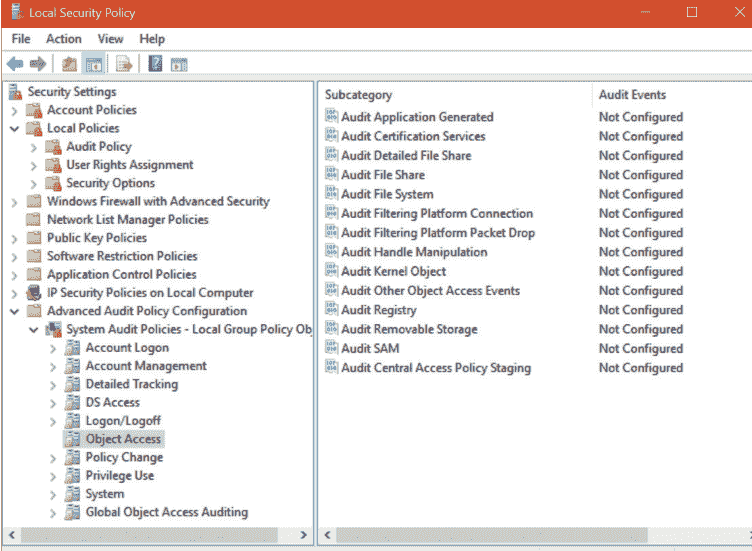 Local Security Policy
File Action View Help
Security Settings
Account Policies
Local Policies
Audit Policy
User Rights Assignment
Security Options
Windows Firewall with Advanced Security
Network List Manager Policies
Public Key Policies
Software Restriction Policies
Application Control Policies
IP Security Policies on Local Computer
Advanced Audit Policy Configuration
System Audit Policies - Local Group Policy Ob
Account Logon
Account Management
Detailed Tracking
DS Access
Logon/Logoff
Object Access
Policy Change
Privilege Use
System
Global Object Access Auditing
Subcategory Audit Events
Audit Application Generated Not Configured
Audit Certification Services Not Configured
Audit Detailed File Share Not Configured
Audit File Share Not Configured
Audit File System Not Configured
Audit Filtering Platform Connection Not Configured
Audit Filtering Platform Packet Drop Not Configured
Audit Handle Manipulation Not Configured
Audit Kernel Object Not Configured
Audit Other Object Access Events Not Configured
Audit Registry Not Configured
Audit Removable Storage Not Configured
Audit SAM Not Configured
Audit Central Access Policy Staging Not Configured